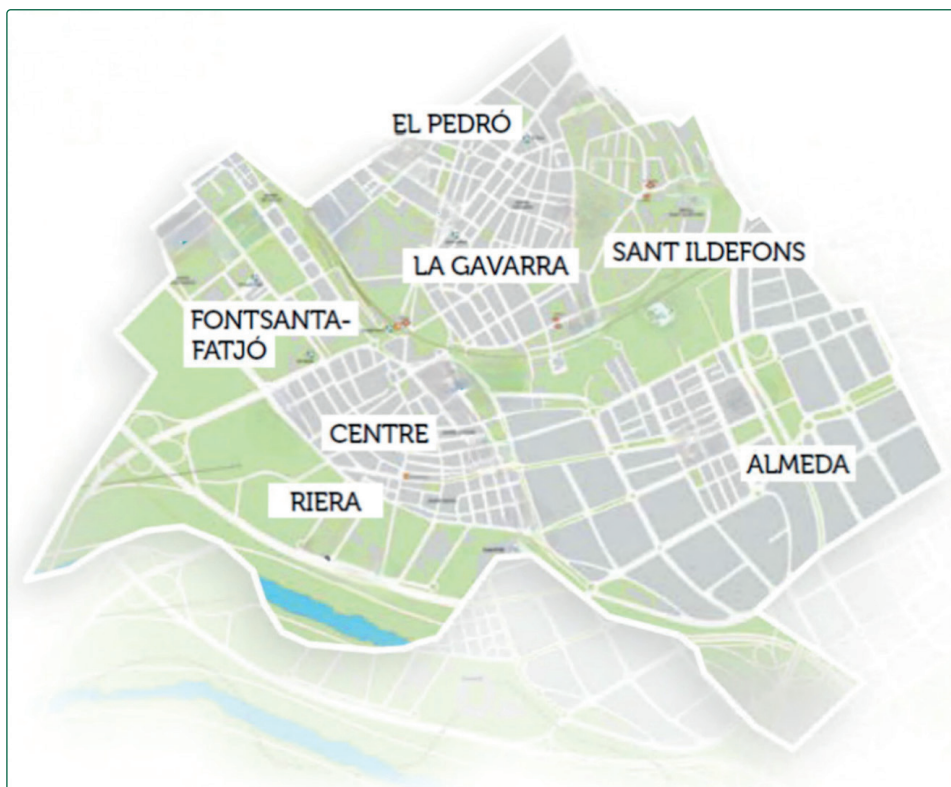 EL PEDRÓ
LA GAVARRA
SANT ILDEFONS
FONTSANTA-
FATJÓ
CENTRE
ALMEDA
RIERA